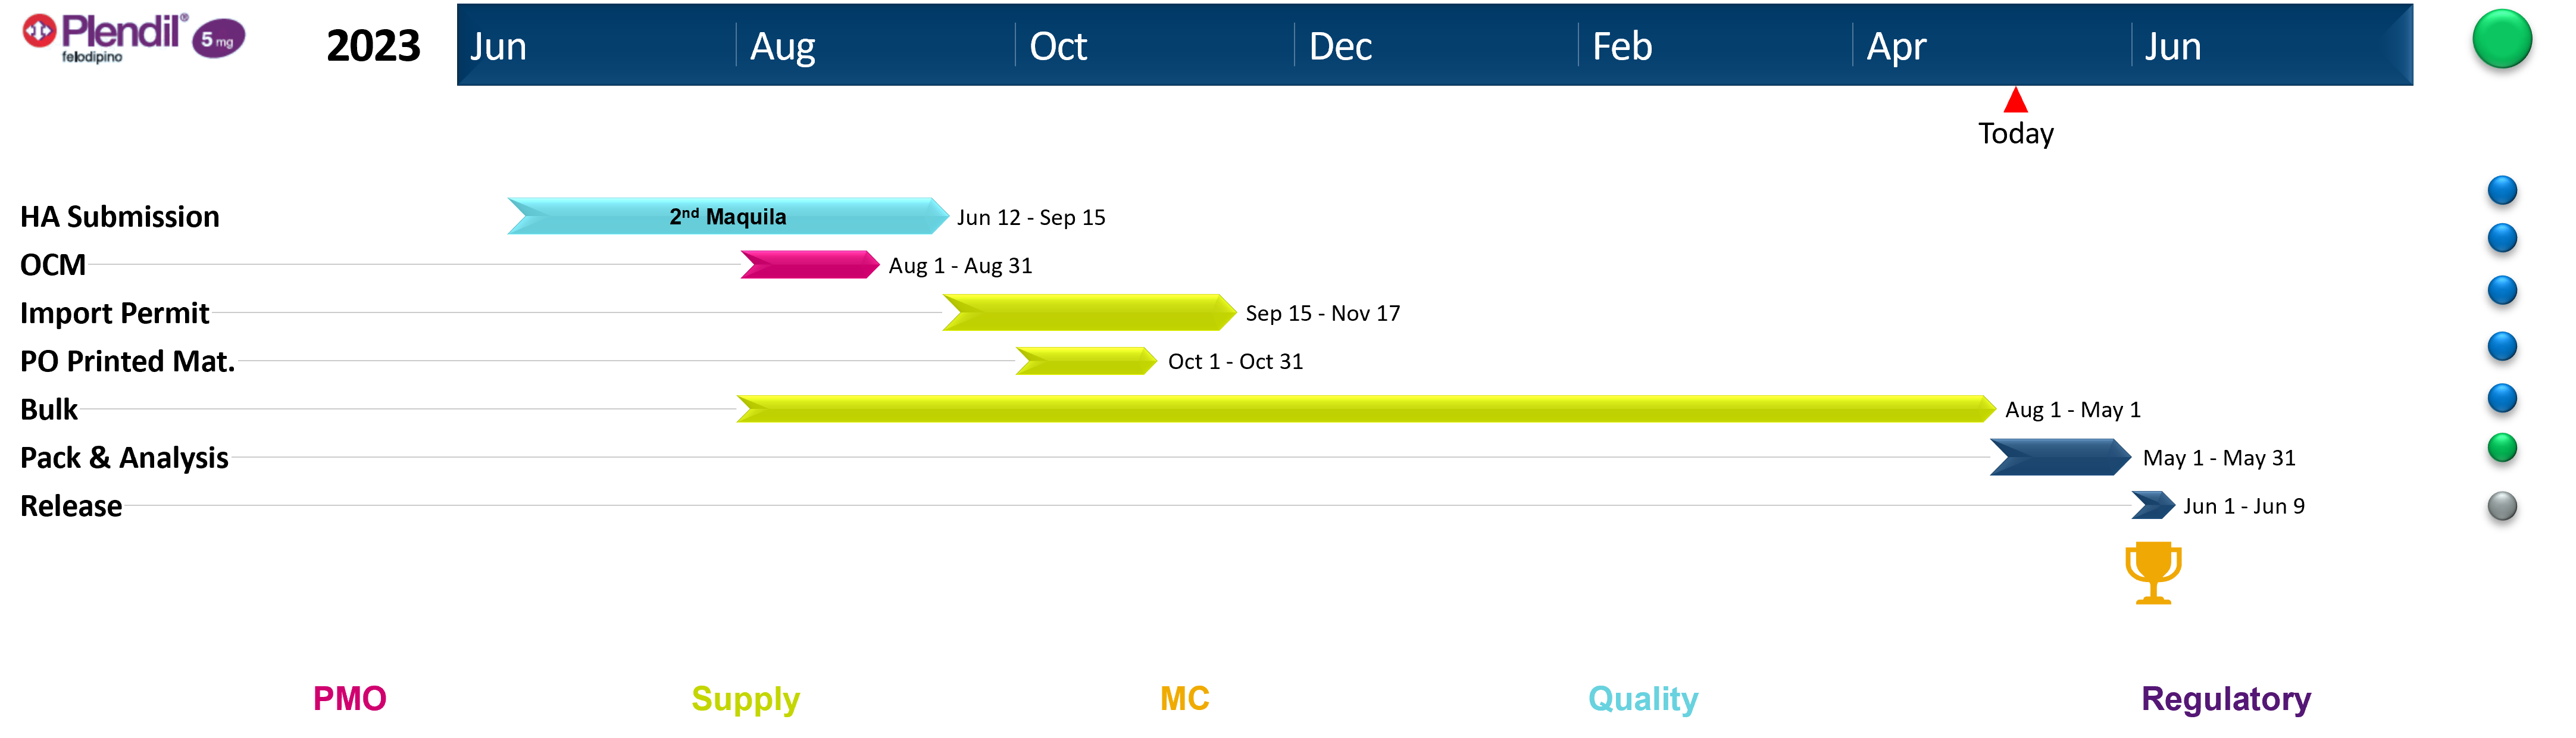 Plendil® 5 mg
felodipino
2023 Jun Aug Oct Dec Feb Apr Jun
Today
HA Submission 2nd Maquila Jun 12 - Sep 15
OCM Aug 1 - Aug 31
Import Permit Sep 15 - Nov 17
PO Printed Mat. Oct 1 - Oct 31
Bulk Aug 1 - May 1
Pack & Analysis May 1 - May 31
Release Jun 1 - Jun 9
PMO Supply MC Quality Regulatory